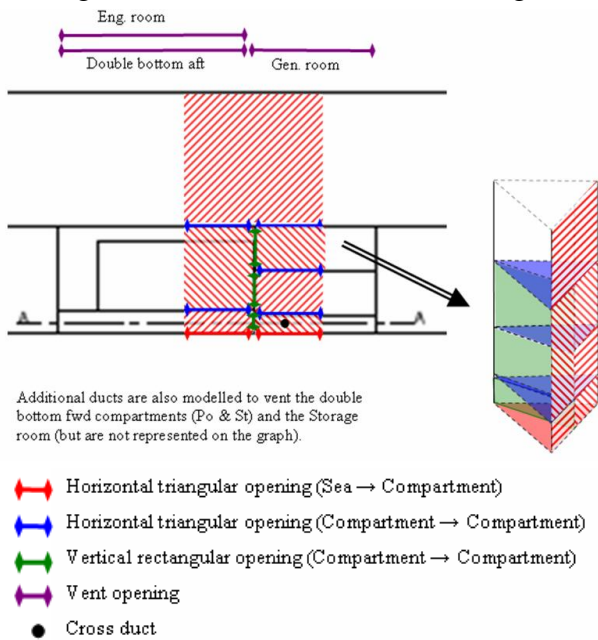 Eng. room
Double bottom aft
Gen. room
A
A
Additional ducts are also modelled to vent the double
bottom fwd compartments (Po & St) and the Storage
room (but are not represented on the graph).
Horizontal triangular opening (Sea → Compartment)
Horizontal triangular opening (Compartment → Compartment)
Vertical rectangular opening (Compartment → Compartment)
Vent opening
Cross duct